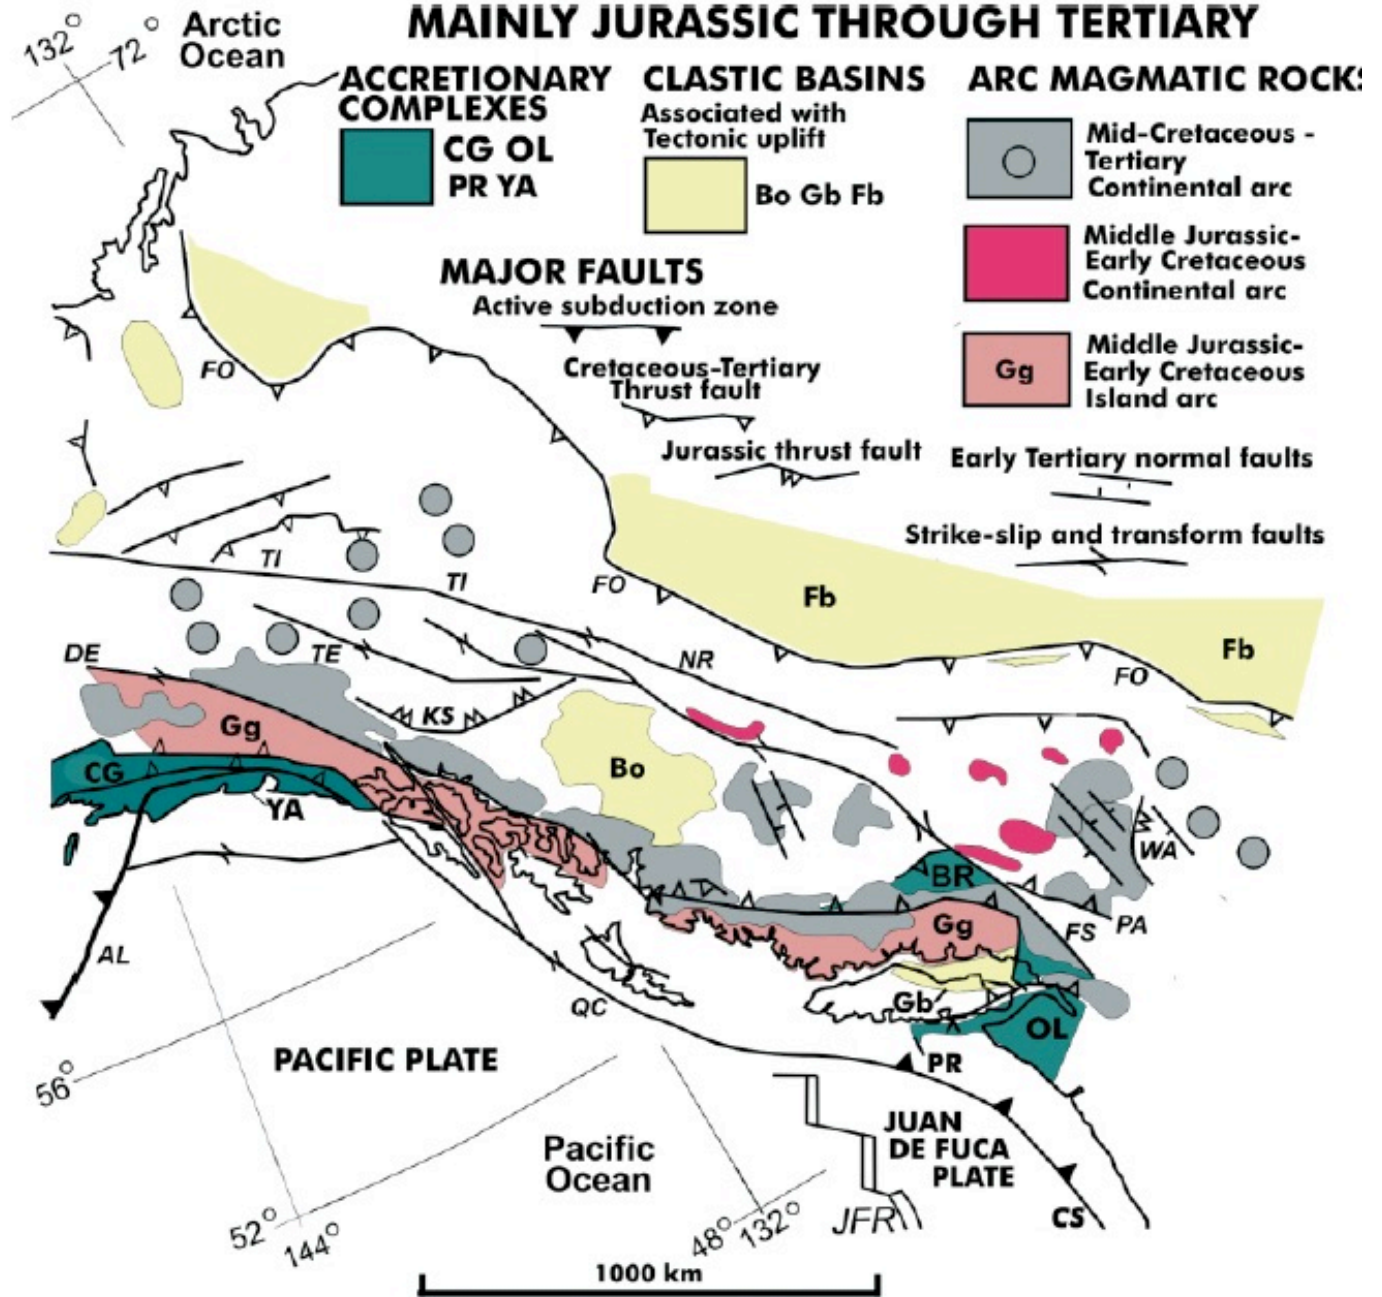 MAINLY JURASSIC THROUGH TERTIARY
132°
72°
Arctic
Ocean
ACCRETIONARY
COMPLEXES
CG OL
PR YA
CLASTIC BASINS
Associated with
Tectonic uplift
Bo Gb Fb
ARC MAGMATIC ROCKS
Mid-Cretaceous -
Tertiary
Continental arc
Middle Jurassic-
Early Cretaceous
Continental arc
Gg
Middle Jurassic-
Early Cretaceous
Island arc
MAJOR FAULTS
Active subduction zone
Cretaceous-Tertiary
Thrust fault
Jurassic thrust fault
Early Tertiary normal faults
Strike-slip and transform faults
FO
TI
TI
FO
Fb
Fb
FO
DE
TE
NR
KS
Gg
Bo
CG
YA
WA
BR
Gg
FS
PA
AL
QC
Gb
OL
PR
PACIFIC PLATE
56°
JUAN
DE FUCA
PLATE
Pacific
Ocean
52°
144°
48°
132°
JFR
CS
1000 km